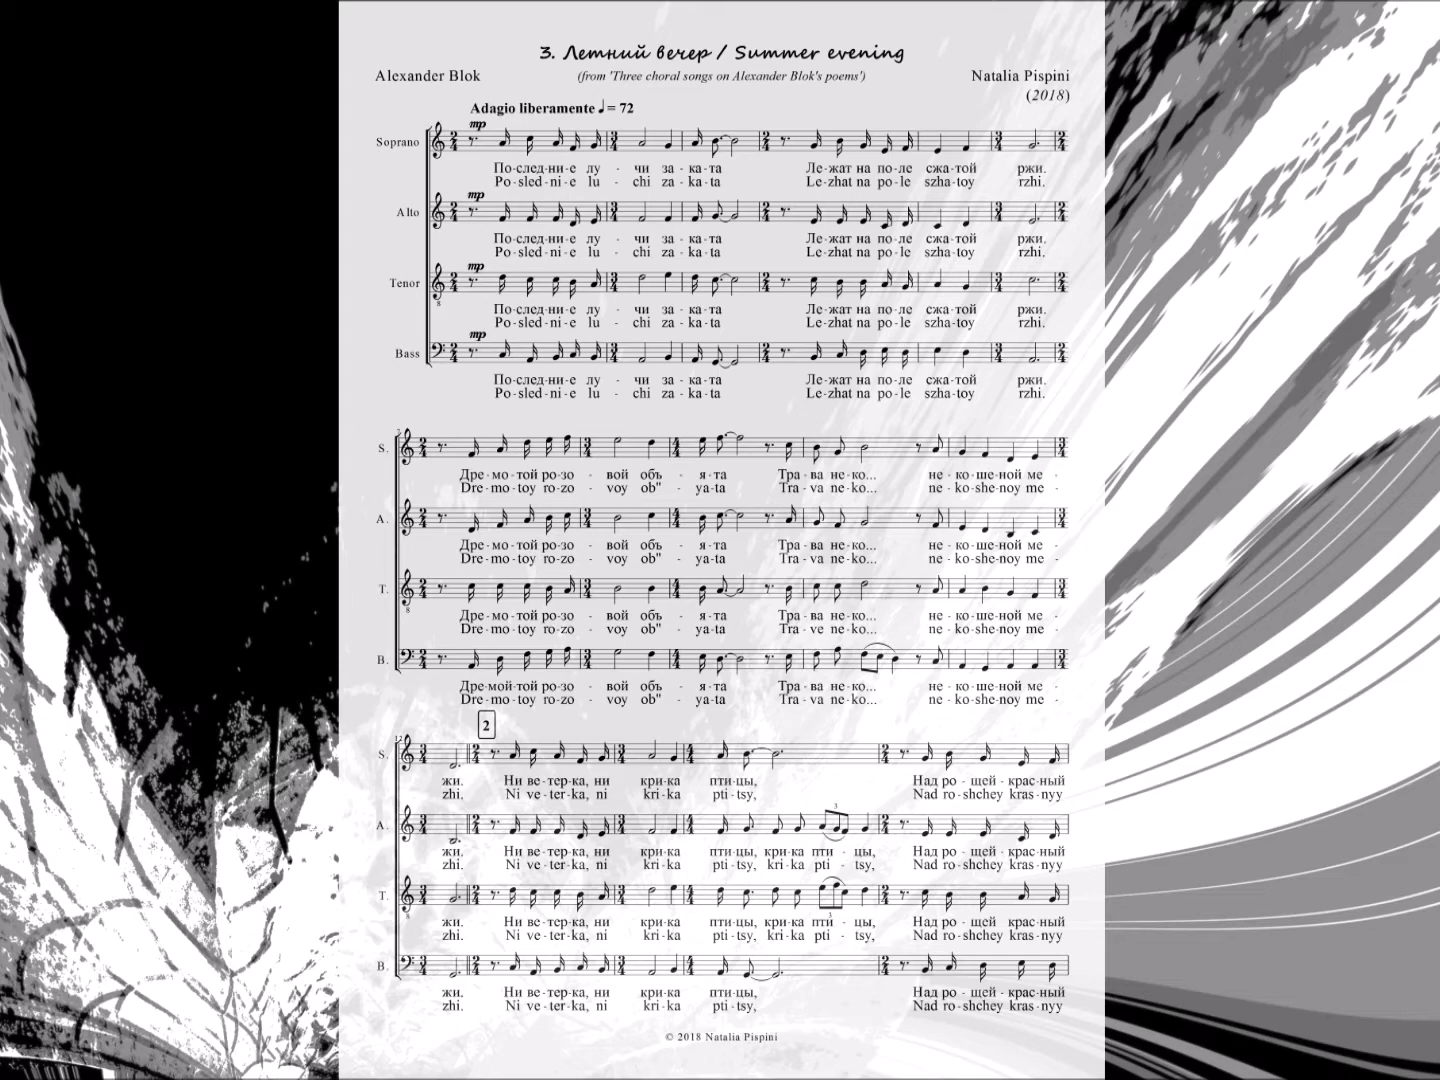 3. Летний вечер / Summer evening
Alexander Blok
(from 'Three choral songs on Alexander Blok's poems')
Natalia Pispini
(2018)
Adagio liberamente ♩ = 72
mp
Soprano
По-след-ни-е лу - чи за - ка-та Ле-жат на по-ле сжа-той ржи.
Po-sled-ni-e lu - chi za - ka-ta Le-zhat na po-le szha-toy rzhi.
mp
Alto
По-след-ни-е лу - чи за - ка-та Ле-жат на по-ле сжа-той ржи.
Po-sled-ni-e lu - chi za - ka-ta Le-zhat na po-le szha-toy rzhi.
mp
Tenor
8
По-след-ни-е лу - чи за - ка-та Ле-жат на по-ле сжа-той ржи.
Po-sled-ni-e lu - chi za - ka-ta Le-zhat na po-le szha-toy rzhi.
mp
Bass
По-след-ни-е лу - чи за - ка-та Ле-жат на по-ле сжа-той ржи.
Po-sled-ni-e lu - chi za - ka-ta Le-zhat na po-le szha-toy rzhi.
S.
Дре-мо-той ро-зо - вой объ - я-та Тра-ва не-ко... не-ко-ше-ной ме -
Dre-mo-toy ro-zo - voy ob" - ya-ta Tra-va ne-ko... ne-ko-she-noy me -
A.
Дре-мо-той ро-зо - вой объ - я-та Тра-ва не-ко... не-ко-ше-ной ме -
Dre-mo-toy ro-zo - voy ob" - ya-ta Tra-va ne-ko... ne-ko-she-noy me -
T.
8
Дре-мо-той ро-зо - вой объ - я-та Тра-ва не-ко... не-ко-ше-ной ме -
Dre-mo-toy ro-zo - voy ob" - ya-ta Tra-ve ne-ko... ne-ko-she-noy me -
B.
Дре-мой-той ро-зо - вой объ - я-та Тра-ва не-ко... не-ко-ше-ной ме -
Dre-mo-toy ro-zo - voy ob" - ya-ta Tra-va ne-ko... ne-ko-she-noy me -
12
2
S.
жи. Ни ве-тер-ка, ни кри-ка пти-цы, Над ро - щей - крас-ный
zhi. Ni ve-ter-ka, ni kri-ka pti-tsy, Nad ro-shchey kras-nyy
A.
3
жи. Ни ве-тер-ка, ни кри-ка пти-цы, кри-ка пти - цы, Над ро - щей - крас-ный
zhi. Ni ve-ter-ka, ni kri-ka pti-tsy, kri-ka pti - tsy, Nad ro-shchey kras-nyy
T.
3
жи. Ни ве-тер-ка, ни кри-ка пти-цы, кри-ка пти - цы, Над ро - щей - крас-ный
zhi. Ni ve-ter-ka, ni kri-ka pti-tsy, kri-ka pti - tsy, Nad ro-shchey kras-nyy
B.
жи. Ни ве-тер-ка, ни кри-ка пти-цы, Над ро - щей - крас-ный
zhi. Ni ve-ter-ka, ni kri-ka pti-tsy, Nad ro-shchey kras-nyy
© 2018 Natalia Pispini